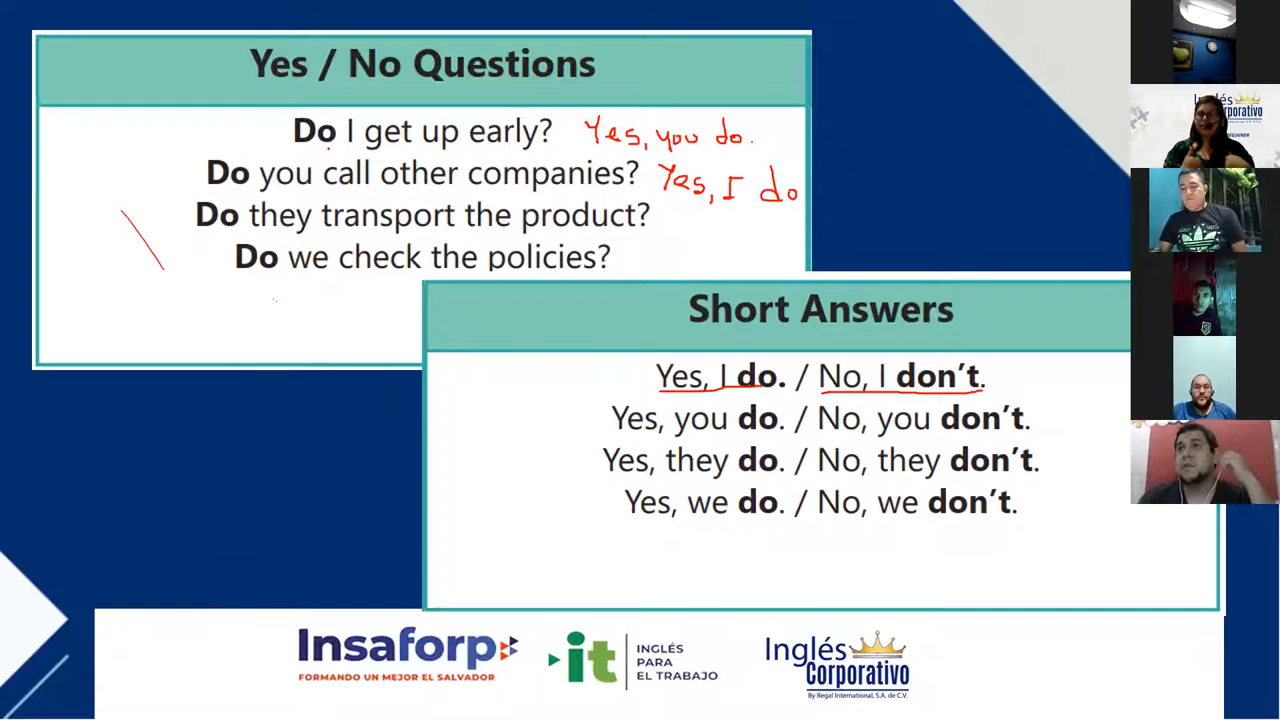 Yes / No Questions
Do I get up early? Yes, you do.
Do you call other companies? Yes, I do
Do they transport the product?
Do we check the policies?
Short Answers
Yes, I do. / No, I don't.
Yes, you do. / No, you don't.
Yes, they do. / No, they don't.
Yes, we do. / No, we don't.
Insaforp
FORMANDO UN MEJOR EL SALVADOR
it INGLÉS
PARA
EL TRABAJO
Inglés
Corporativo
By Regal International, S.A. de C.V.
Inglés
Corporativo